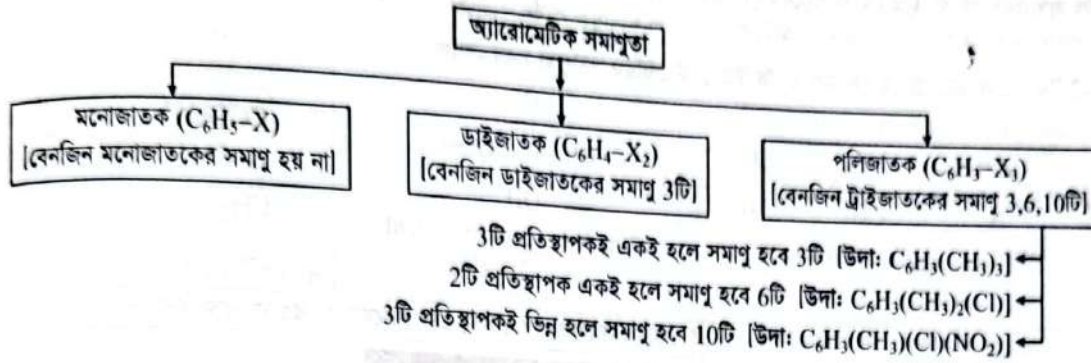 অ্যারোমেটিক সমাণুতা
মনোজাতক (C₆H₅–X)
[বেনজিন মনোজাতকের সমাণু হয় না]
ডাইজাতক (C₆H₄–X₂)
[বেনজিন ডাইজাতকের সমাণু 3টি]
পলিজাতক (C₆H₃–X₃)
[বেনজিন ট্রাইজাতকের সমাণু 3,6,10টি]
3টি প্রতিস্থাপকই একই হলে সমাণু হবে 3টি [উদা: C₆H₃(CH₃)₃]
2টি প্রতিস্থাপক একই হলে সমাণু হবে 6টি [উদা: C₆H₃(CH₃)₂(Cl)]
3টি প্রতিস্থাপকই ভিন্ন হলে সমাণু হবে 10টি [উদা: C₆H₃(CH₃)(Cl)(NO₂)]